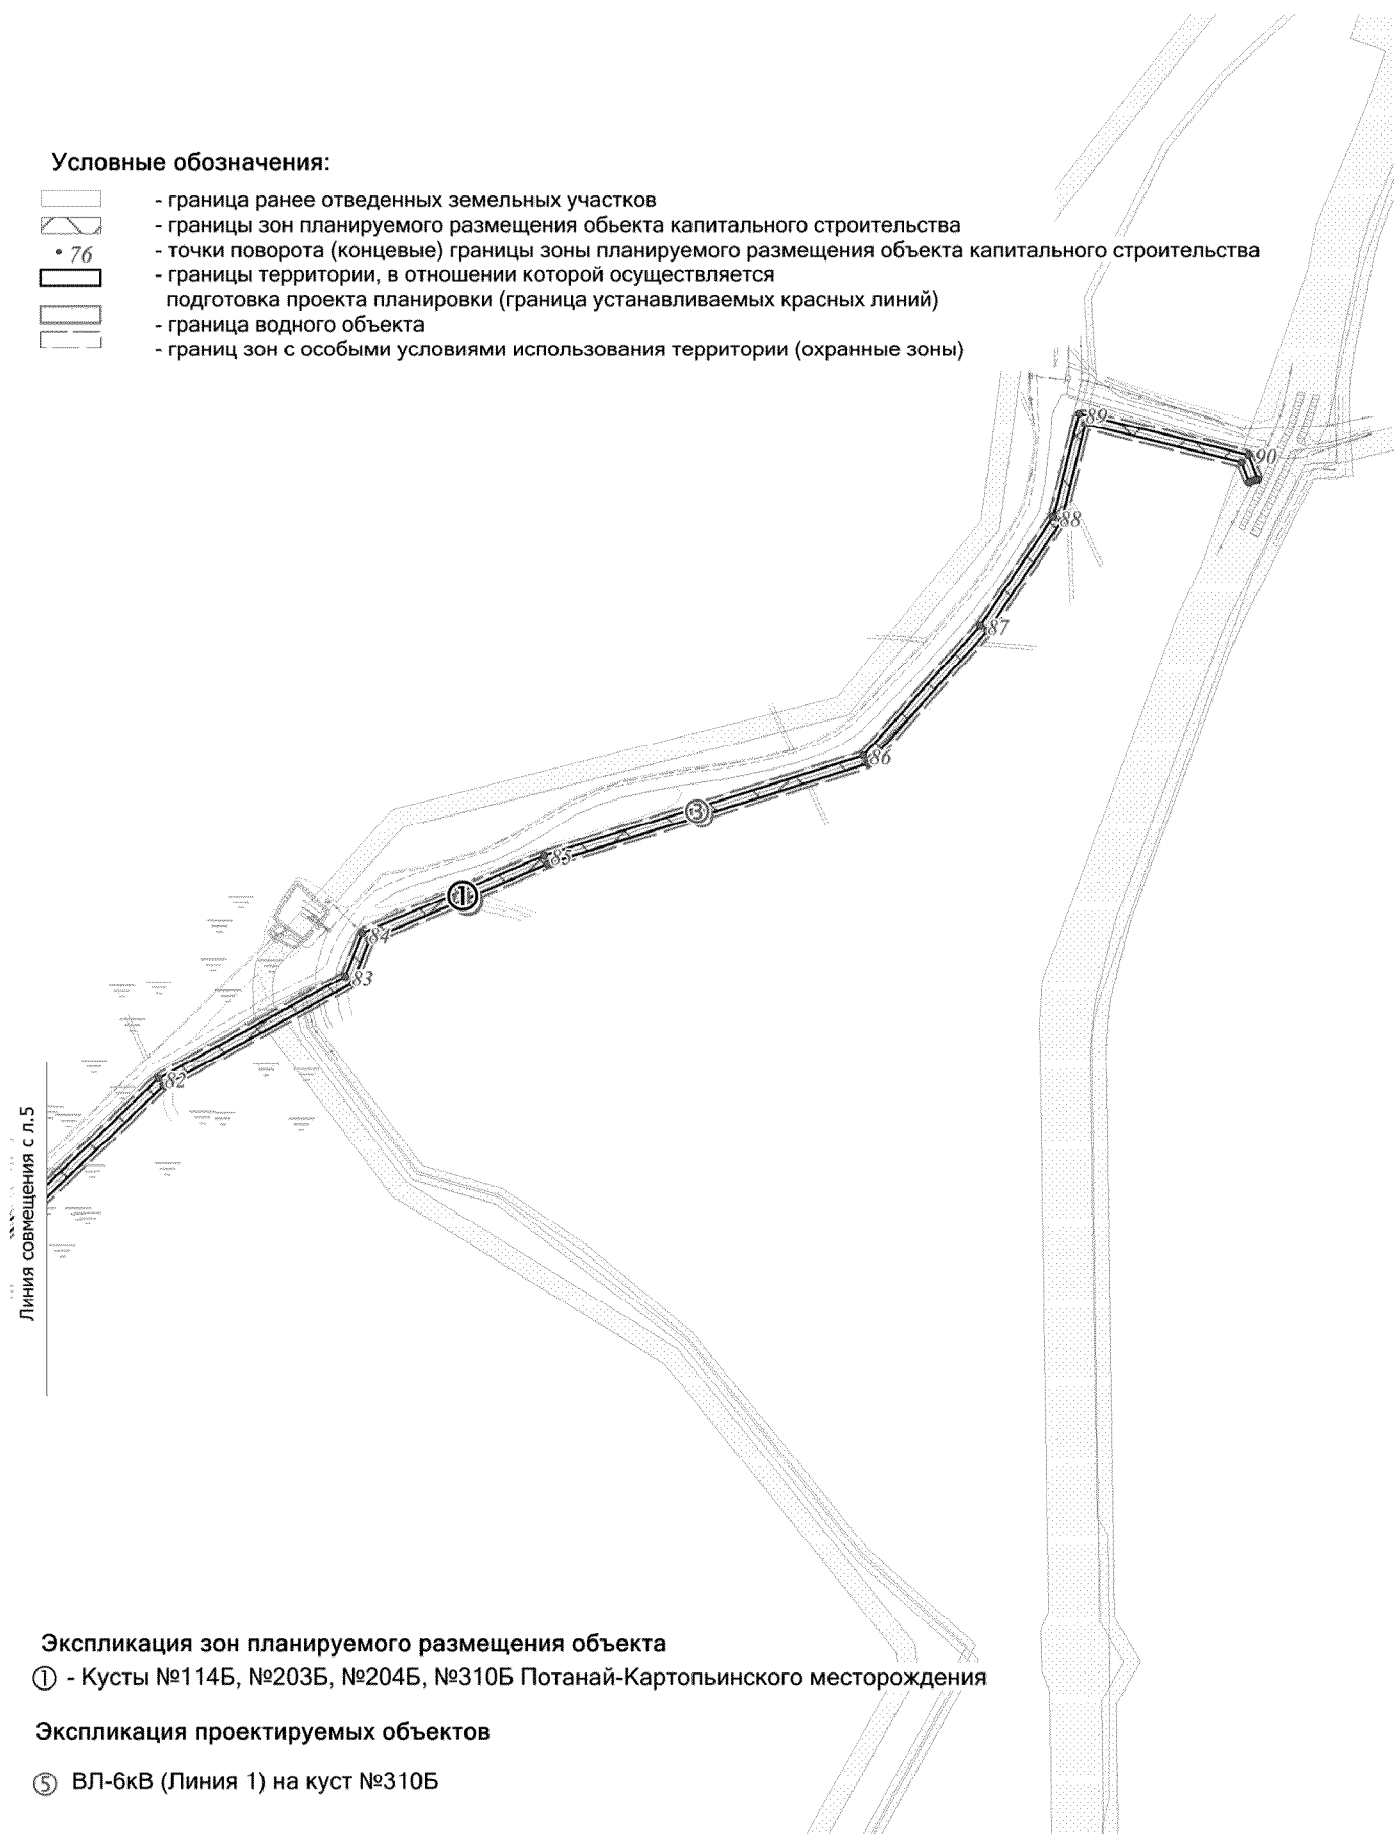 Условные обозначения:
- граница ранее отведенных земельных участков
- границы зон планируемого размещения обьекта капитального строительства
• 76 - точки поворота (концевые) границы зоны планируемого размещения объекта капитального строительства
- границы территории, в отношении которой осуществляется
подготовка проекта планировки (граница устанавливаемых красных линий)
- граница водного объекта
- границ зон с особыми условиями использования территории (охранные зоны)
89
90
88
87
86
3
85
1
84
83
82
Линия совмещения с л.5
Экспликация зон планируемого размещения объекта
① - Кусты №114Б, №203Б, №204Б, №310Б Потанай-Картопьинского месторождения
Экспликация проектируемых объектов
⑤ ВЛ-6кВ (Линия 1) на куст №310Б